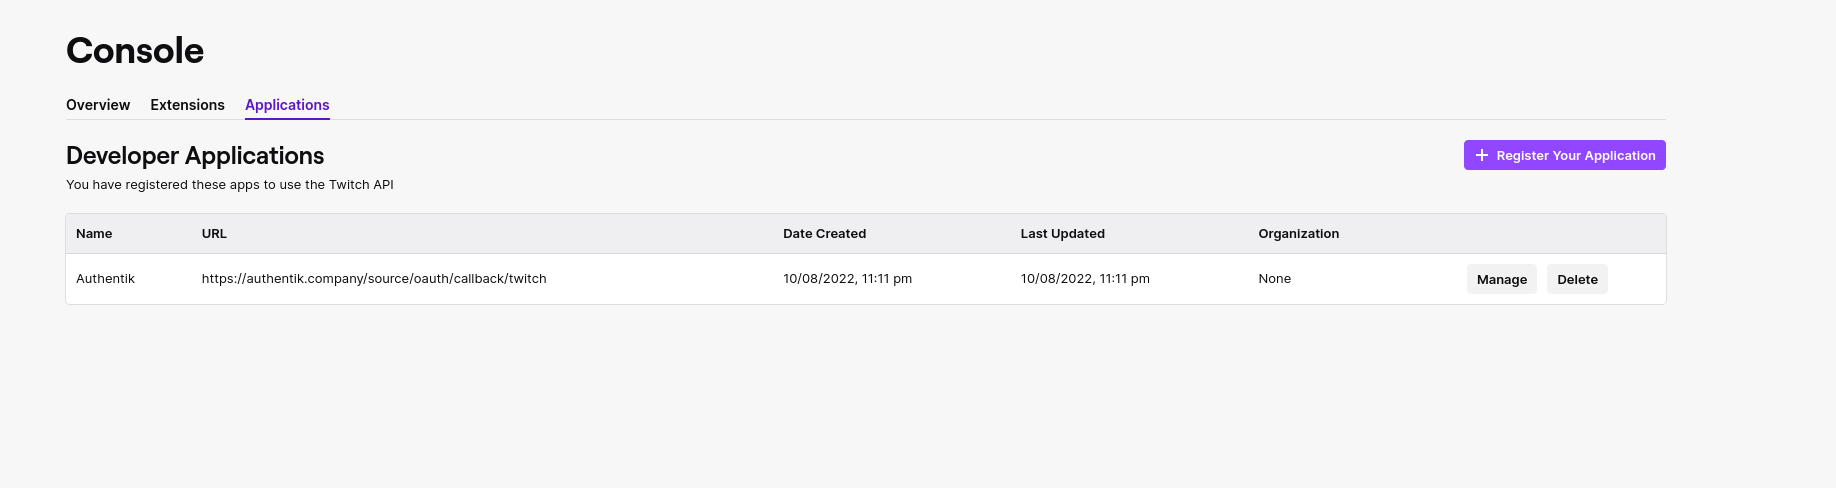 Console
Overview Extensions Applications
Developer Applications
+ Register Your Application
You have registered these apps to use the Twitch API
Name URL Date Created Last Updated Organization
Authentik https://authentik.company/source/oauth/callback/twitch 10/08/2022, 11:11 pm 10/08/2022, 11:11 pm None Manage Delete